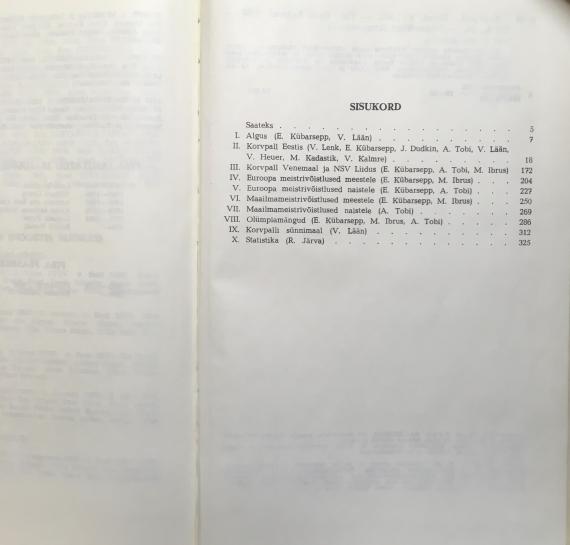 SISUKORD
Saateks . . . . . . . . . . . . . . . . . 5
I. Algus (E. Kübarsepp, V. Lään) . . . . . . . . . . 7
II. Korvpall Eestis (V. Lenk, E. Kübarsepp, J. Dudkin, A. Tobi, V. Lään,
V. Heuer, M. Kadastik, V. Kalmre) . . . . . . . . . 18
III. Korvpall Venemaal ja NSV Liidus (E. Kübarsepp, A. Tobi, M. Ibrus) 172
IV. Euroopa meistrivõistlused meestele (E. Kübarsepp, M. Ibrus) . . . 204
V. Euroopa meistrivõistlused naistele (E. Kübarsepp, A. Tobi) . . . 227
VI. Maailmameistrivõistlused meestele (E. Kübarsepp, M. Ibrus) . . . 250
VII. Maailmameistrivõistlused naistele (A. Tobi) . . . . . . . 269
VIII. Olümpiamängud (E. Kübarsepp, M. Ibrus, A. Tobi) . . . . . 286
IX. Korvpalli sünnimaal (V. Lään) . . . . . . . . . . 312
X. Statistika (R. Järva) . . . . . . . . . . . . . 325